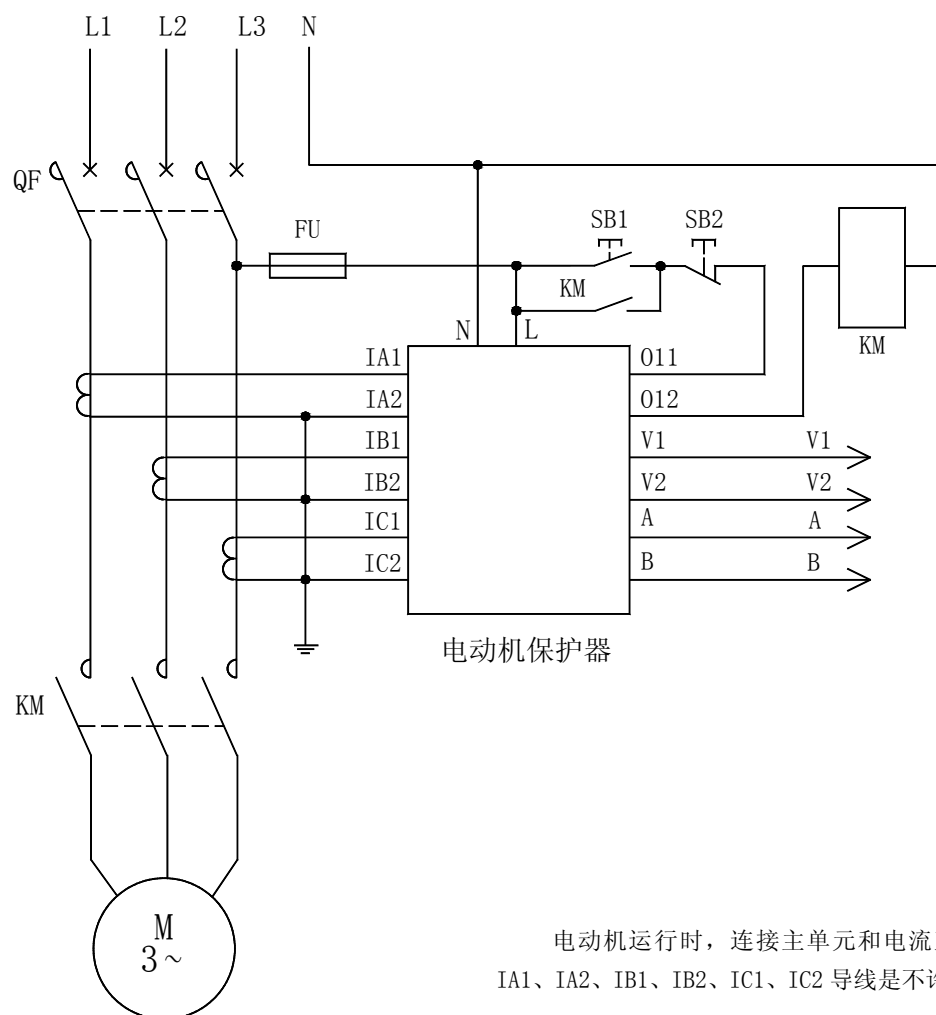 L1 L2 L3 N
QF
FU
SB1 SB2
KM
N L
KM
IA1 O11
IA2 O12
IB1 V1 V1
IB2 V2 V2
IC1 A A
IC2 B B
电动机保护器
KM
M
3~
电动机运行时，连接主单元和电流
IA1、IA2、IB1、IB2、IC1、IC2 导线是不